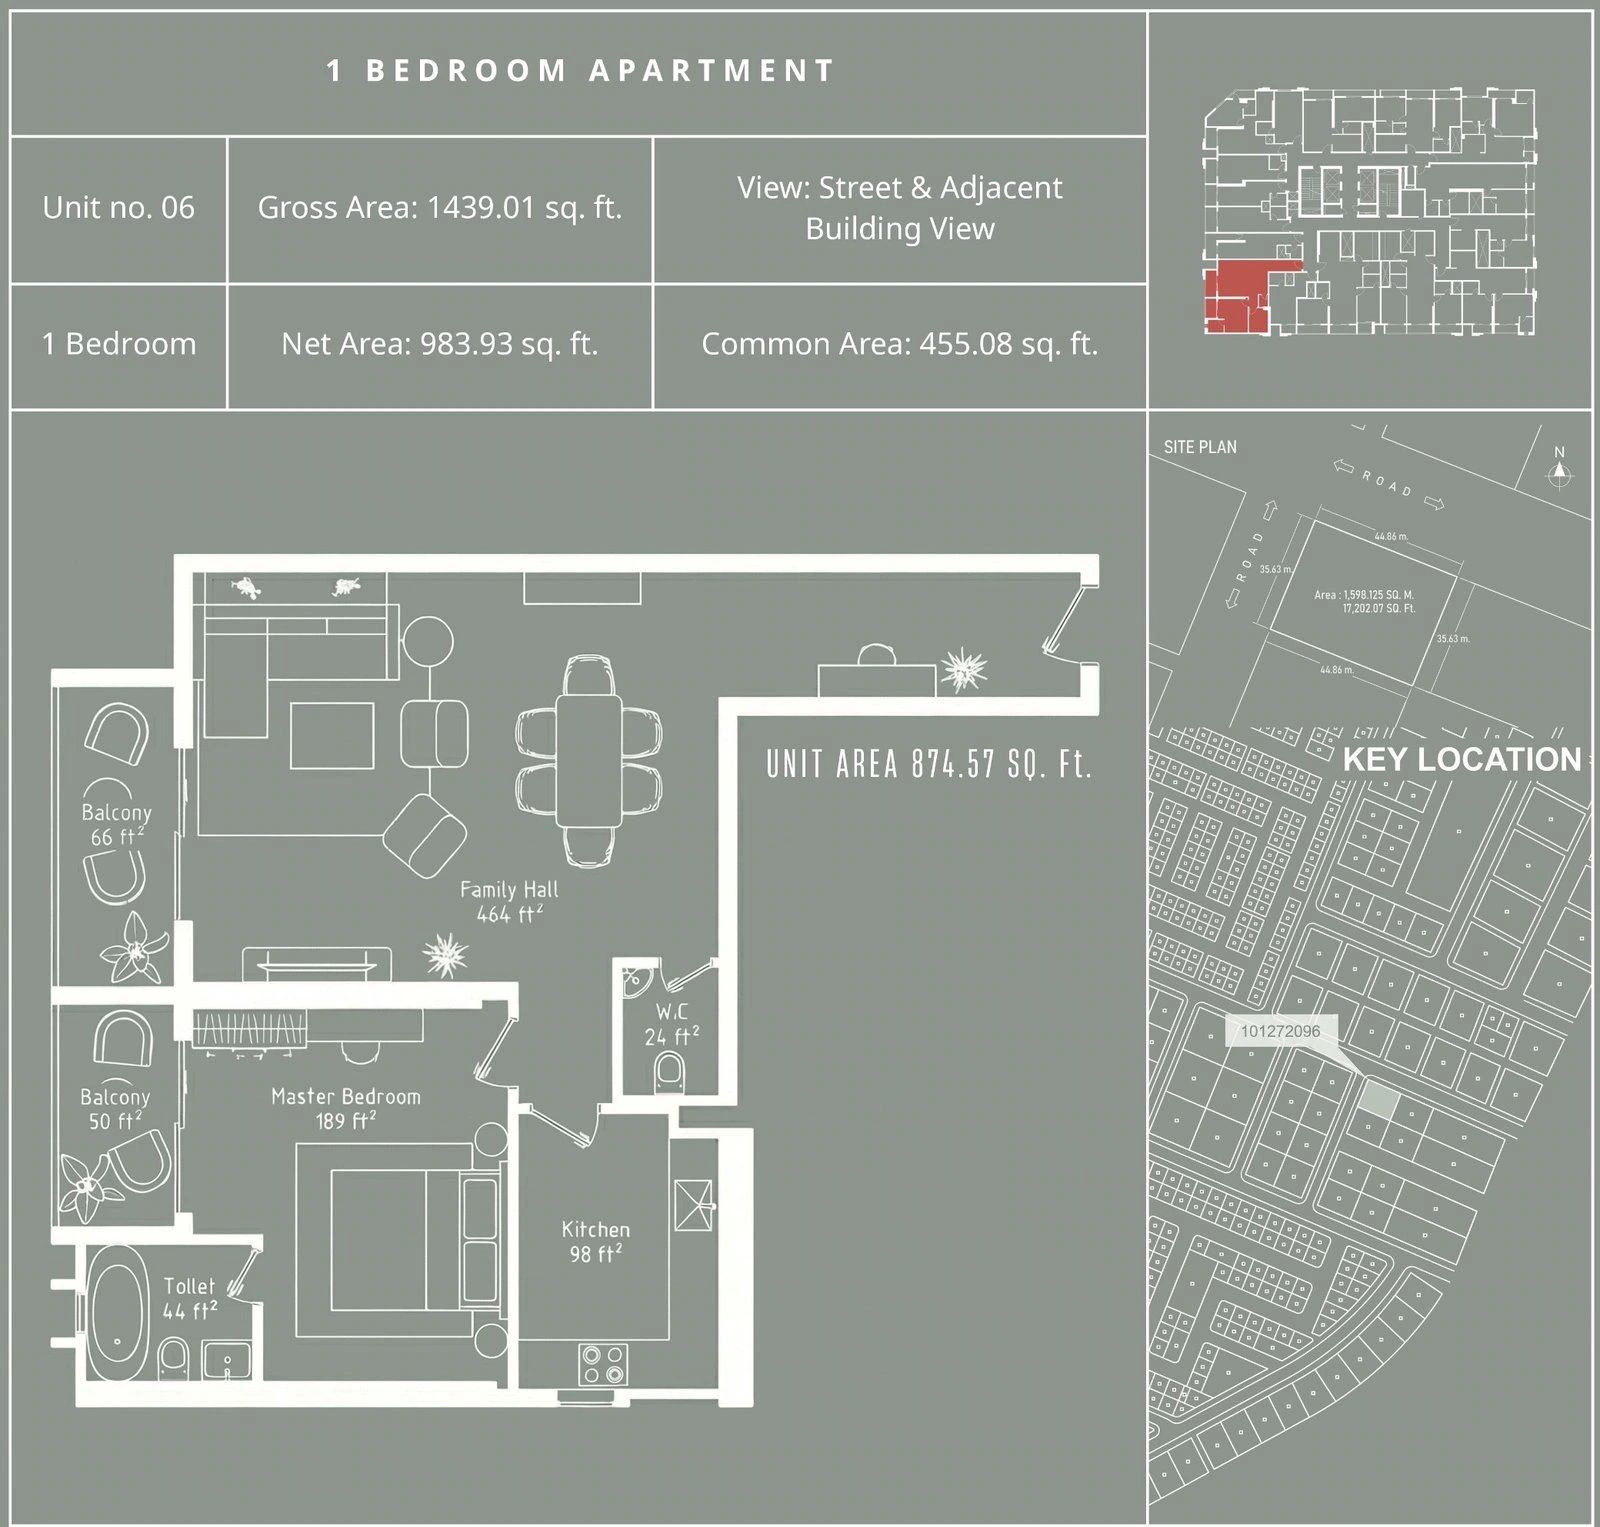 1 BEDROOM APARTMENT
Unit no. 06
Gross Area: 1439.01 sq. ft.
View: Street & Adjacent
Building View
1 Bedroom
Net Area: 983.93 sq. ft.
Common Area: 455.08 sq. ft.
UNIT AREA 874.57 SQ. Ft.
Balcony
66 ft²
Family Hall
464 ft²
W.C
24 ft²
Balcony
50 ft²
Master Bedroom
189 ft²
Kitchen
98 ft²
Toilet
44 ft²
SITE PLAN
N
ROAD
ROAD
44.86 m.
35.63 m.
Area : 1,598.125 SQ. M.
17,202.07 SQ. Ft.
35.63 m.
44.86 m.
KEY LOCATION
101272096